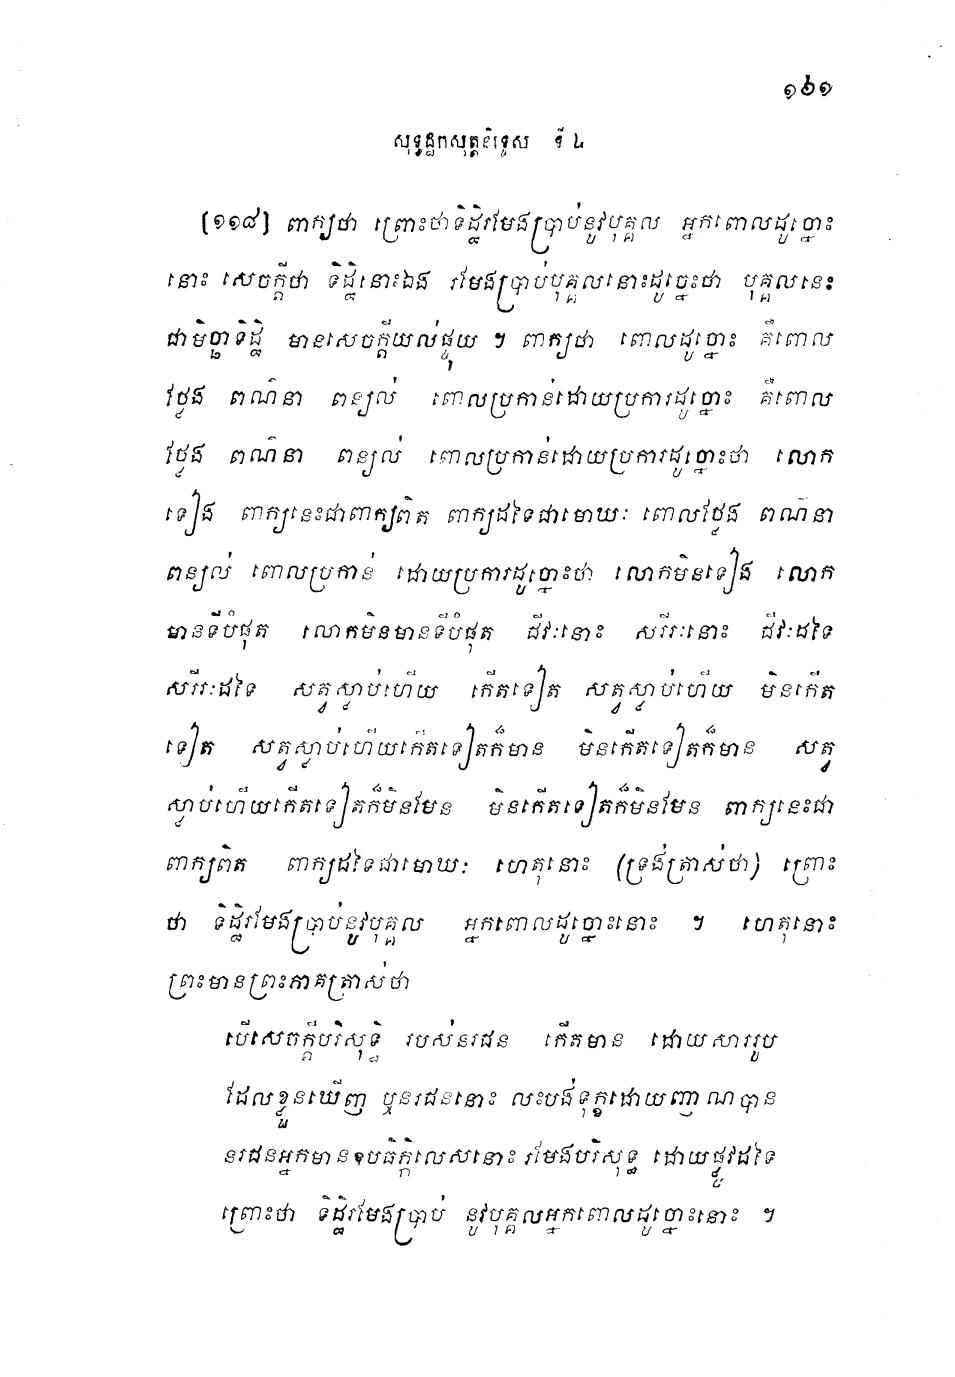 ១៦១
សុទ្ធដ្ឋកសុត្តនិទ្ទេស ទី ៤
(១១៨) ពាក្យថា ព្រោះថាទិដ្ឋិរមែងប្រាប់នូវបុគ្គល អ្នកពោលដូច្នោះ
នោះ សេចក្តីថា ទិដ្ឋិនោះឯង រមែងប្រាប់បុគ្គលនោះដូច្នេះថា បុគ្គលនេះ
ជាមិច្ឆាទិដ្ឋិ មានសេចក្តីយល់ផ្ទុយ ។ ពាក្យថា ពោលដូច្នោះ គឺពោល
ថ្លែង ពណ៌នា ពន្យល់ ពោលប្រកាន់ដោយប្រការដូច្នោះ គឺពោល
ថ្លែង ពណ៌នា ពន្យល់ ពោលប្រកាន់ដោយប្រការដូច្នោះថា លោក
ទៀង ពាក្យនេះជាពាក្យពិត ពាក្យដទៃជាមោឃៈ ពោលថ្លែង ពណ៌នា
ពន្យល់ ពោលប្រកាន់ ដោយប្រការដូច្នោះថា លោកមិនទៀង លោក
មានទីបំផុត លោកមិនមានទីបំផុត ជីវៈនោះ សរីរៈនោះ ជីវៈដទៃ
សរីរៈដទៃ សត្វស្លាប់ហើយ កើតទៀត សត្វស្លាប់ហើយ មិនកើត
ទៀត សត្វស្លាប់ហើយកើតទៀតក៏មាន មិនកើតទៀតក៏មាន សត្វ
ស្លាប់ហើយកើតទៀតក៏មិនមែន មិនកើតទៀតក៏មិនមែន ពាក្យនេះជា
ពាក្យពិត ពាក្យដទៃជាមោឃៈ ហេតុនោះ (ទ្រង់ត្រាស់ថា) ព្រោះ
ថា ទិដ្ឋិរមែងប្រាប់នូវបុគ្គល អ្នកពោលដូច្នោះនោះ ។ ហេតុនោះ
ព្រះមានព្រះភាគត្រាស់ថា
បើសេចក្តីបរិសុទ្ធិ របស់នរជន កើតមាន ដោយសាររូប
ដែលខ្លួនឃើញ ឬនរជននោះ លះបង់ទុក្ខដោយញាណបាន
នរជនអ្នកមានឧបធិក្កិលេសនោះ រមែងបរិសុទ្ធ ដោយផ្លូវដទៃ
ព្រោះថា ទិដ្ឋិរមែងប្រាប់ នូវបុគ្គលអ្នកពោលដូច្នោះនោះ ។